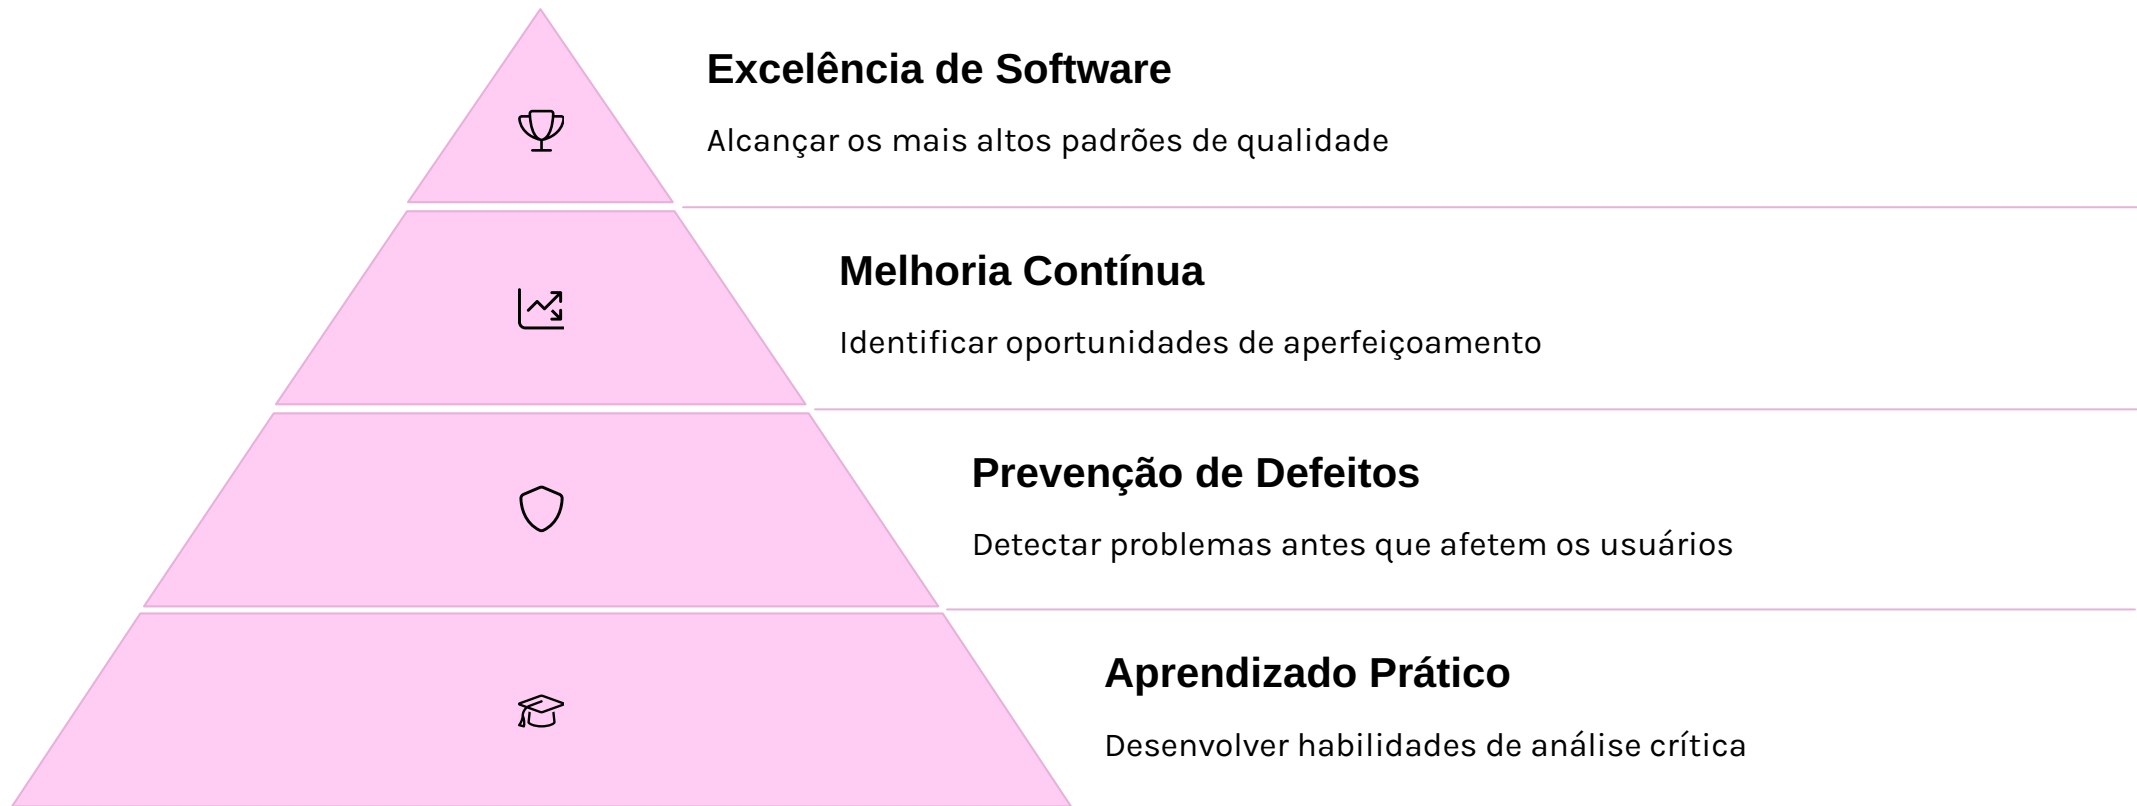 Excelência de Software
Alcançar os mais altos padrões de qualidade
Melhoria Contínua
Identificar oportunidades de aperfeiçoamento
Prevenção de Defeitos
Detectar problemas antes que afetem os usuários
Aprendizado Prático
Desenvolver habilidades de análise crítica